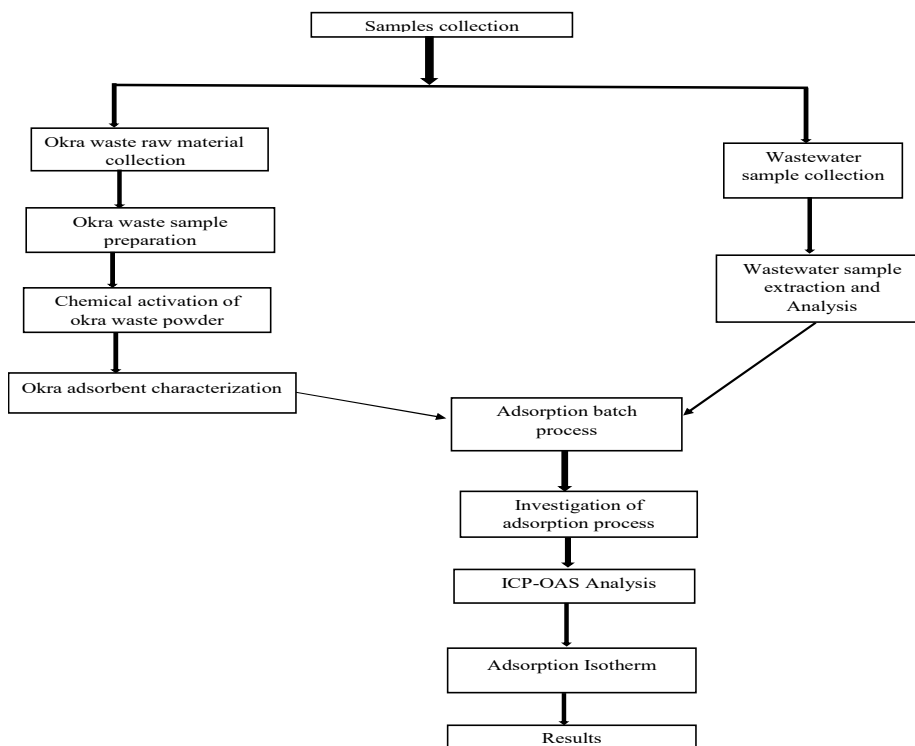 Samples collection
Okra waste raw material
collection
Okra waste sample
preparation
Chemical activation of
okra waste powder
Okra adsorbent characterization
Wastewater
sample collection
Wastewater sample
extraction and
Analysis
Adsorption batch
process
Investigation of
adsorption process
ICP-OAS Analysis
Adsorption Isotherm
Results